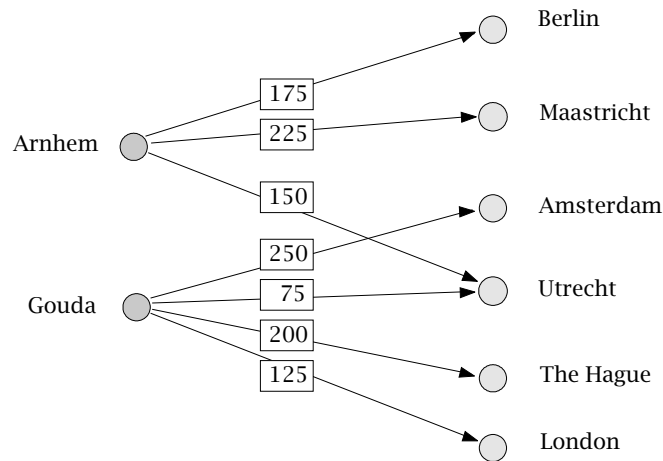 Berlin
175
Maastricht
225
Arnhem
150
Amsterdam
250
Utrecht
75
Gouda
200
The Hague
125
London